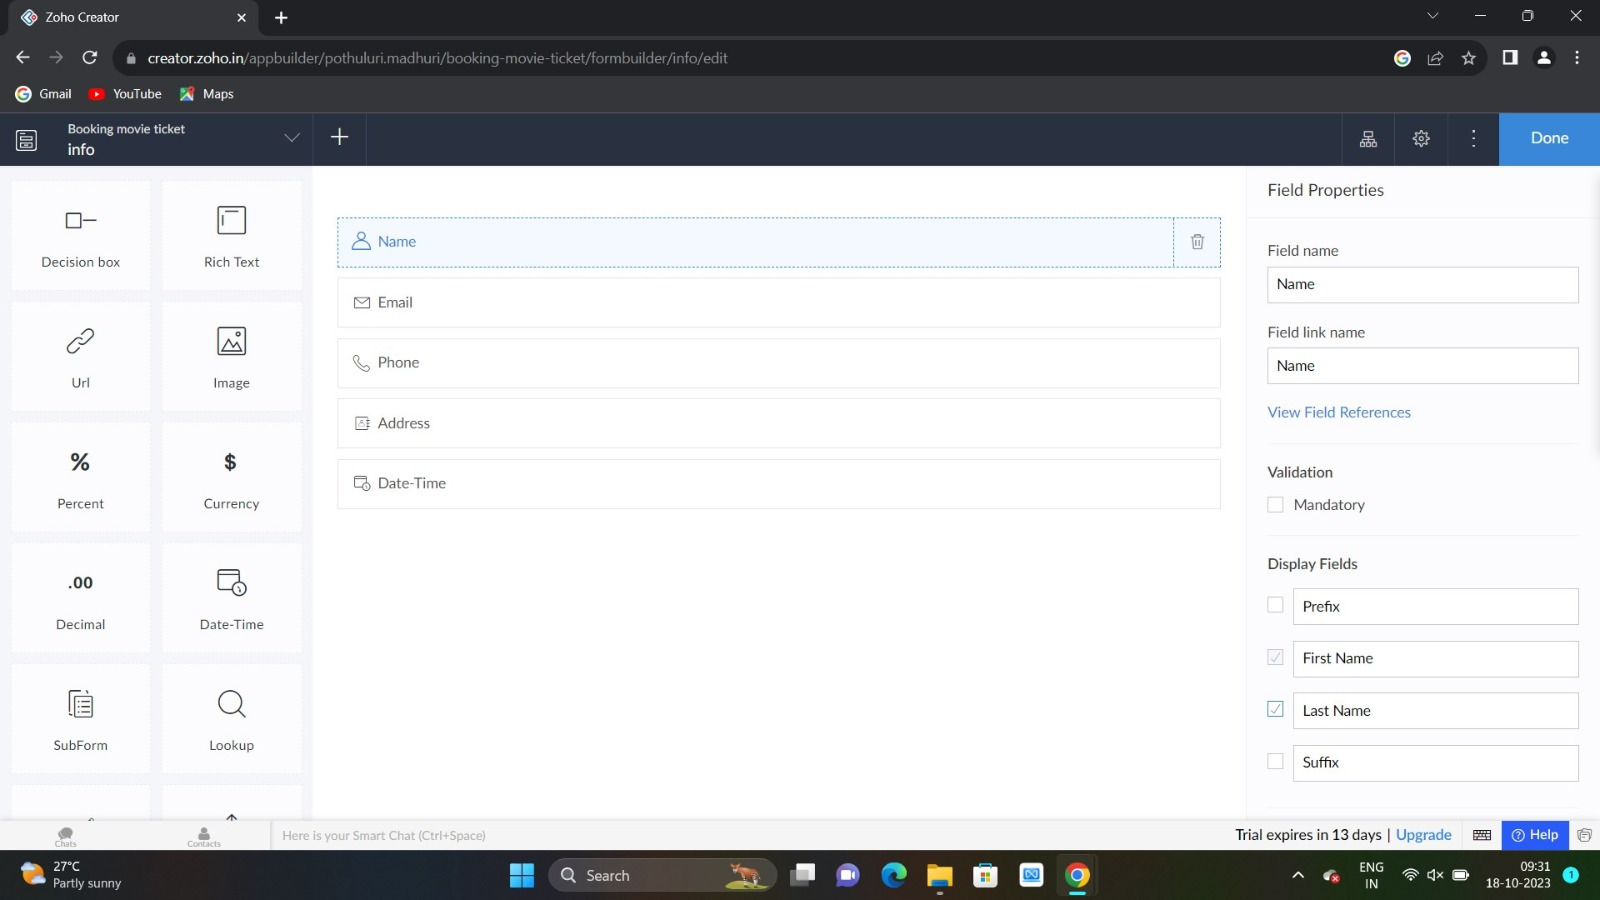 Zoho Creator
creator.zoho.in/appbuilder/pothuluri.madhuri/booking-movie-ticket/formbuilder/info/edit
Gmail YouTube Maps
Booking movie ticket
info
Done
Decision box
Rich Text
Url
Image
%
Percent
$
Currency
.00
Decimal
Date-Time
SubForm
Lookup
Name
Email
Phone
Address
Date-Time
Field Properties
Field name
Name
Field link name
Name
View Field References
Validation
Mandatory
Display Fields
Prefix
First Name
Last Name
Suffix
Chats
Contacts
Here is your Smart Chat (Ctrl+Space)
Trial expires in 13 days | Upgrade
Help
27°C
Partly sunny
Search
ENG
IN
09:31
18-10-2023
1